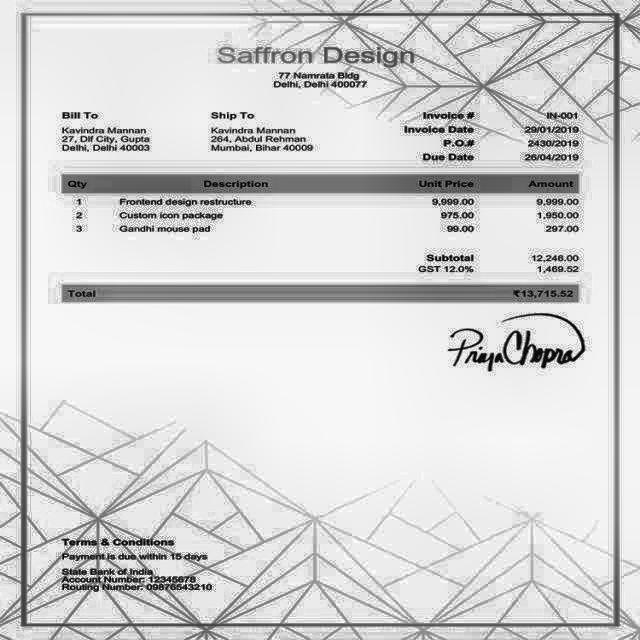 Saffron Design
77 Namrata Bldg
Delhi, Delhi 400077
Bill To Ship To Invoice # IN-001
Kavindra Mannan Kavindra Mannan Invoice Date 29/01/2019
27, Dlf City, Gupta 264, Abdul Rehman P.O.# 2430/2019
Delhi, Delhi 40003 Mumbai, Bihar 40009 Due Date 26/04/2019
Qty Description Unit Price Amount
1 Frontend design restructure 9,999.00 9,999.00
2 Custom icon package 975.00 1,950.00
3 Gandhi mouse pad 99.00 297.00
Subtotal 12,246.00
GST 12.0% 1,469.52
Total ₹13,715.52
Priya Chopra
Terms & Conditions
Payment is due within 15 days
State Bank of India
Account Number: 12345678
Routing Number: 09876543210